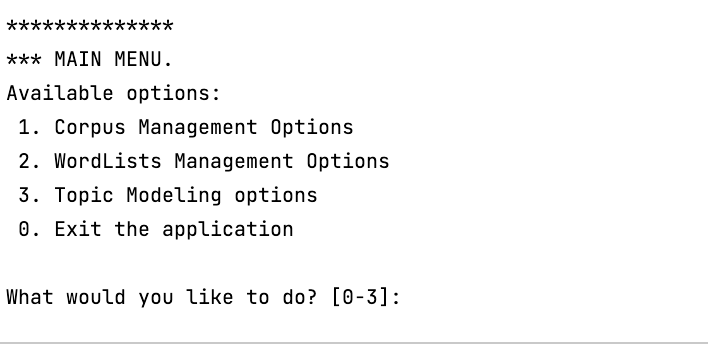 **************
*** MAIN MENU.
Available options:
1. Corpus Management Options
2. WordLists Management Options
3. Topic Modeling options
0. Exit the application
What would you like to do? [0-3]: